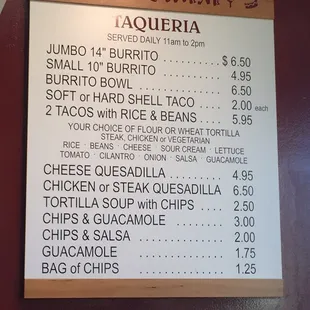 TAQUERIA
SERVED DAILY 11am to 2pm
JUMBO 14" BURRITO .......... $ 6.50
SMALL 10" BURRITO .......... 4.95
BURRITO BOWL .......... 6.50
SOFT or HARD SHELL TACO .... 2.00 each
2 TACOS with RICE & BEANS .... 5.95
YOUR CHOICE OF FLOUR OR WHEAT TORTILLA
STEAK, CHICKEN or VEGETARIAN
RICE · BEANS · CHEESE · SOUR CREAM · LETTUCE
TOMATO · CILANTRO · ONION · SALSA · GUACAMOLE
CHEESE QUESADILLA .......... 4.95
CHICKEN or STEAK QUESADILLA 6.50
TORTILLA SOUP with CHIPS .... 2.50
CHIPS & GUACAMOLE .......... 3.00
CHIPS & SALSA .......... 2.00
GUACAMOLE .......... 1.75
BAG of CHIPS .......... 1.25